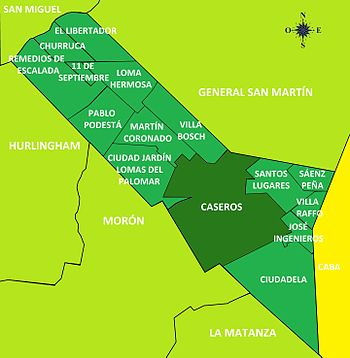 SAN MIGUEL
N
O E
S
EL LIBERTADOR
CHURRUCA
REMEDIOS DE
ESCALADA
11 DE
SEPTIEMBRE
LOMA
HERMOSA
GENERAL SAN MARTÍN
PABLO
PODESTÁ
MARTÍN
CORONADO
VILLA
BOSCH
HURLINGHAM
CIUDAD JARDÍN
LOMAS DEL
PALOMAR
SANTOS
LUGARES
SÁENZ
PEÑA
CASEROS
VILLA
RAFFO
MORÓN
JOSÉ
INGENIEROS
CABA
CIUDADELA
LA MATANZA